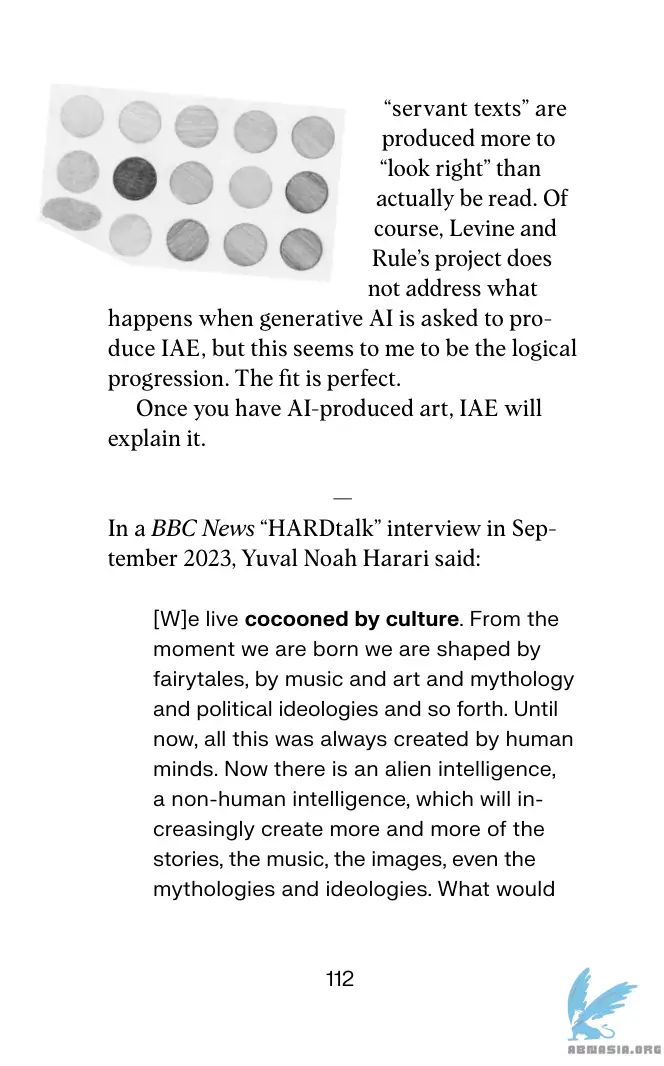 “servant texts” are
produced more to
“look right” than
actually be read. Of
course, Levine and
Rule’s project does
not address what
happens when generative AI is asked to pro-
duce IAE, but this seems to me to be the logical
progression. The fit is perfect.
Once you have AI-produced art, IAE will
explain it.
—
In a BBC News “HARDtalk” interview in Sep-
tember 2023, Yuval Noah Harari said:
[W]e live cocooned by culture. From the
moment we are born we are shaped by
fairytales, by music and art and mythology
and political ideologies and so forth. Until
now, all this was always created by human
minds. Now there is an alien intelligence,
a non-human intelligence, which will in-
creasingly create more and more of the
stories, the music, the images, even the
mythologies and ideologies. What would
112
ABNASIA.ORG